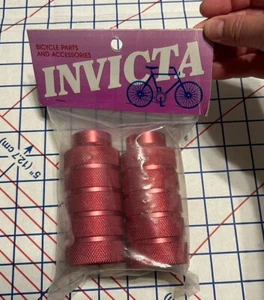 BICYCLE PARTS
AND ACCESSORIES
INVICTA
5" (12.7 cm)